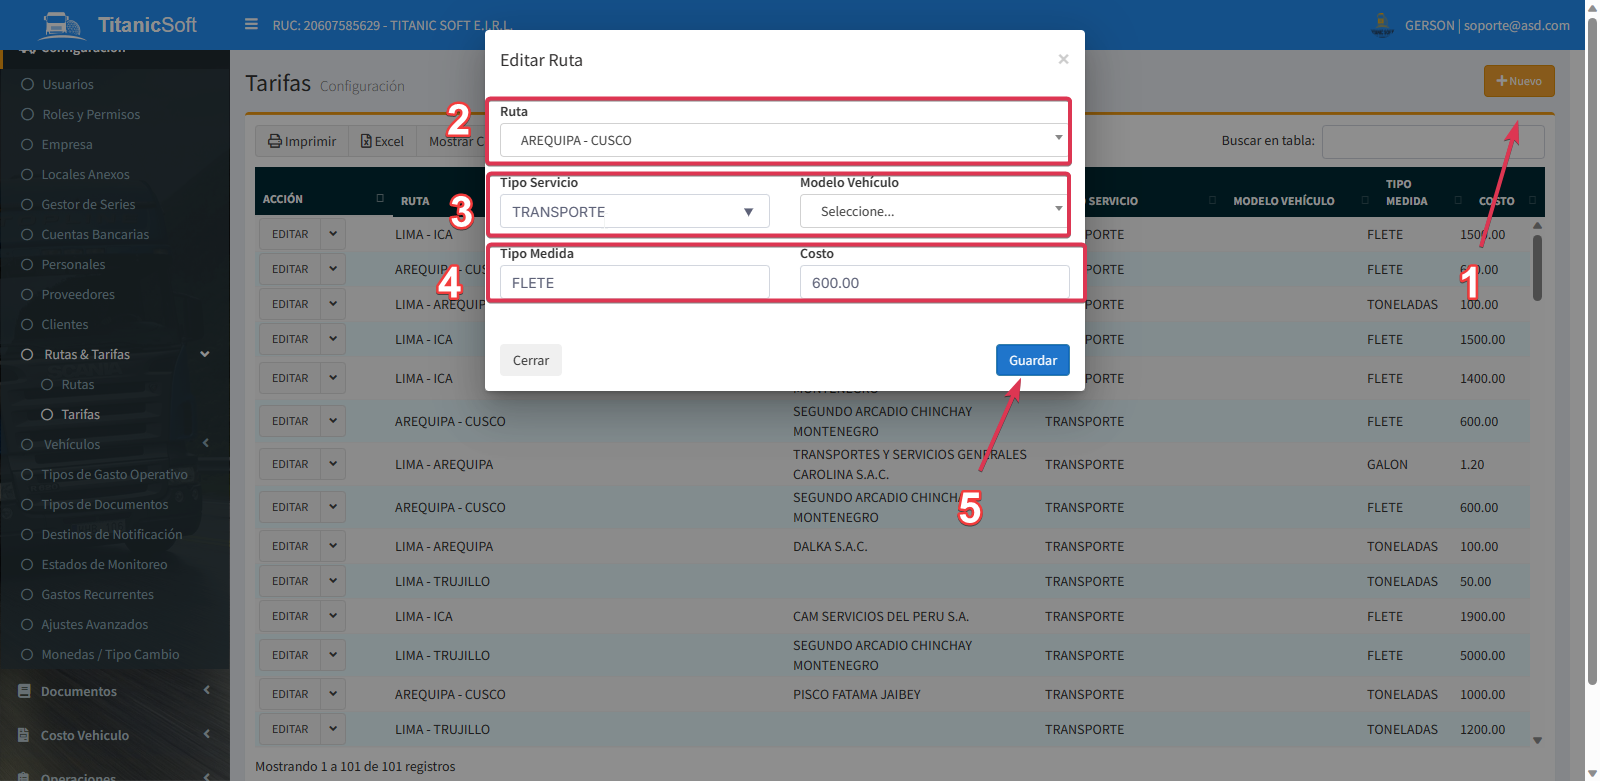 TitanicSoft
RUC: 20607585629 - TITANIC SOFT E.I.R.L.
GERSON | soporte@asd.com
Configuración
Usuarios
Roles y Permisos
Empresa
Locales Anexos
Gestor de Series
Cuentas Bancarias
Personales
Proveedores
Clientes
Rutas & Tarifas
Rutas
Tarifas
Vehículos
Tipos de Gasto Operativo
Tipos de Documentos
Destinos de Notificación
Estados de Monitoreo
Gastos Recurrentes
Ajustes Avanzados
Monedas / Tipo Cambio
Documentos
Costo Vehiculo
Operaciones
Tarifas Configuración
Nuevo
Imprimir Excel Mostrar C
Buscar en tabla:
Editar Ruta ×
2
Ruta
AREQUIPA - CUSCO
3
Tipo Servicio Modelo Vehículo
TRANSPORTE Seleccione...
4
Tipo Medida Costo
FLETE 600.00
Cerrar Guardar
1
5
ACCIÓN RUTA SERVICIO MODELO VEHÍCULO TIPO MEDIDA COSTO
EDITAR LIMA - ICA PORTE FLETE 1500.00
EDITAR AREQUIPA - CUS PORTE FLETE 600.00
EDITAR LIMA - AREQUIP PORTE TONELADAS 100.00
EDITAR LIMA - ICA PORTE FLETE 1500.00
EDITAR LIMA - ICA MONTENEGRO PORTE FLETE 1400.00
EDITAR AREQUIPA - CUSCO SEGUNDO ARCADIO CHINCHAY MONTENEGRO TRANSPORTE FLETE 600.00
EDITAR LIMA - AREQUIPA TRANSPORTES Y SERVICIOS GENERALES CAROLINA S.A.C. TRANSPORTE GALON 1.20
EDITAR AREQUIPA - CUSCO SEGUNDO ARCADIO CHINCHAY MONTENEGRO TRANSPORTE FLETE 600.00
EDITAR LIMA - AREQUIPA DALKA S.A.C. TRANSPORTE TONELADAS 100.00
EDITAR LIMA - TRUJILLO TRANSPORTE TONELADAS 50.00
EDITAR LIMA - ICA CAM SERVICIOS DEL PERU S.A. TRANSPORTE FLETE 1900.00
EDITAR LIMA - TRUJILLO SEGUNDO ARCADIO CHINCHAY MONTENEGRO TRANSPORTE FLETE 5000.00
EDITAR AREQUIPA - CUSCO PISCO FATAMA JAIBEY TRANSPORTE TONELADAS 1000.00
EDITAR LIMA - TRUJILLO TRANSPORTE TONELADAS 1200.00
Mostrando 1 a 101 de 101 registros